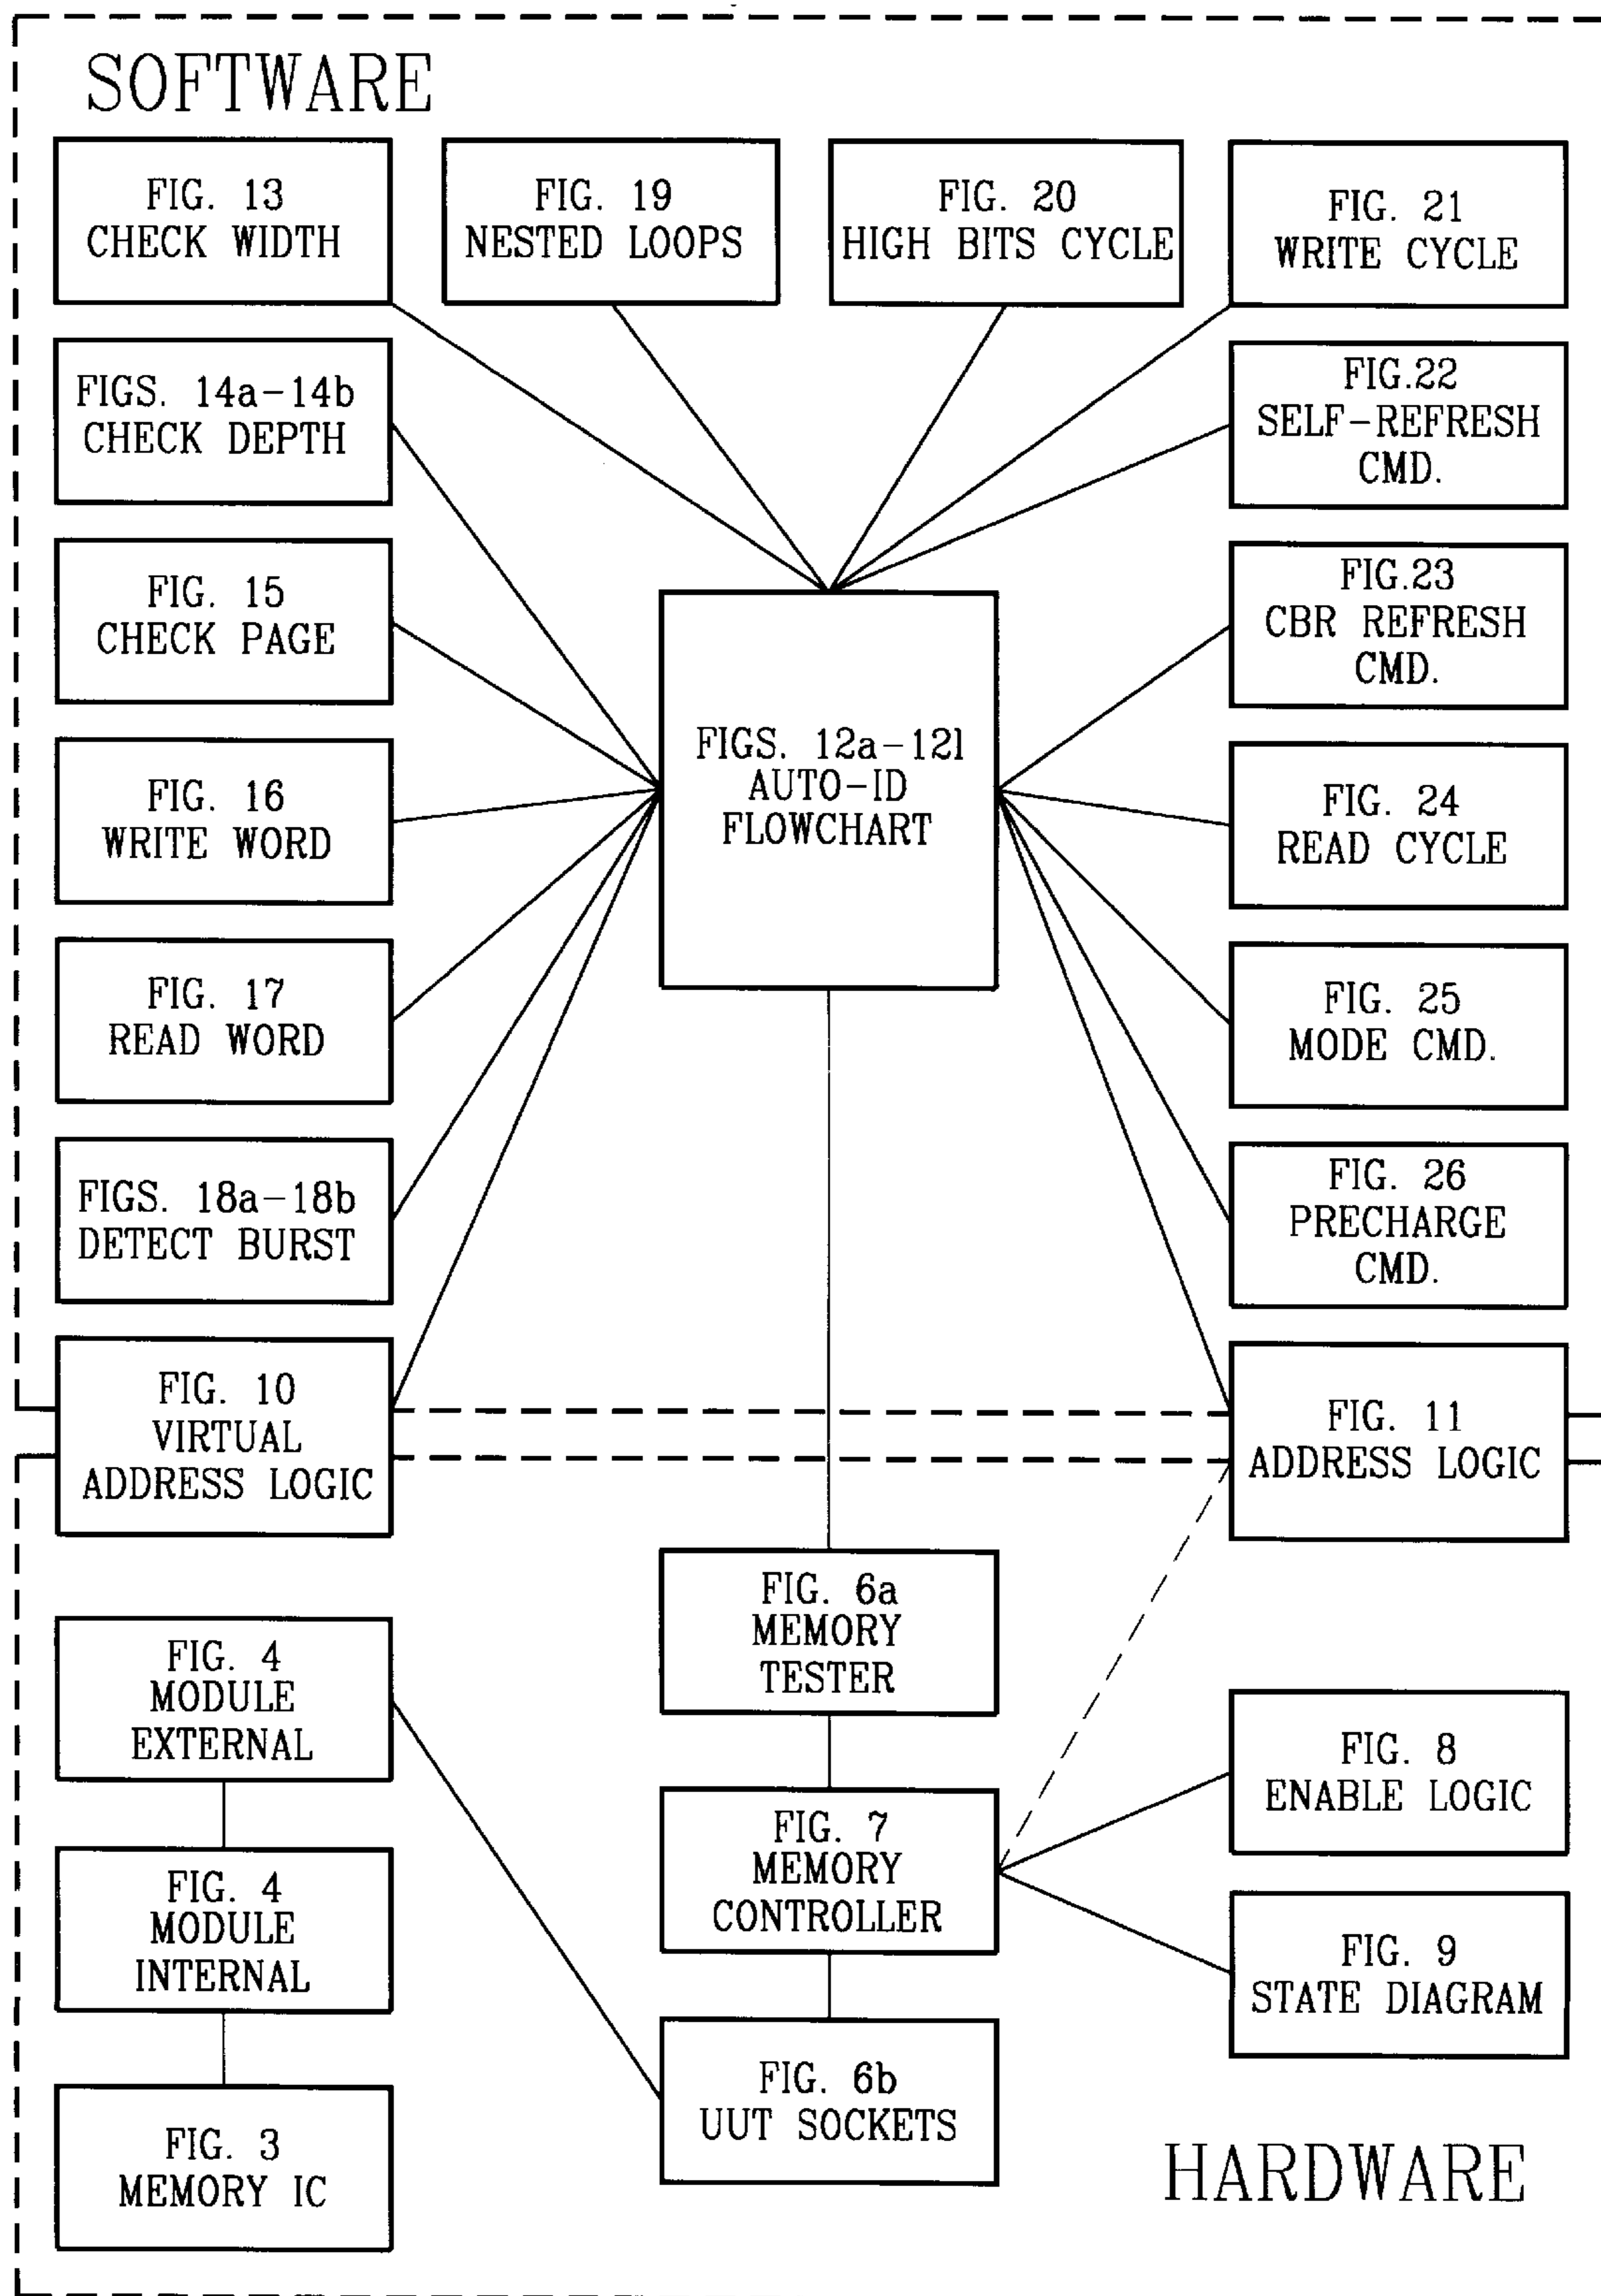 SOFTWARE
FIG. 13
CHECK WIDTH
FIG. 19
NESTED LOOPS
FIG. 20
HIGH BITS CYCLE
FIG. 21
WRITE CYCLE
FIGS. 14a-14b
CHECK DEPTH
FIG.22
SELF-REFRESH
CMD.
FIG. 15
CHECK PAGE
FIG.23
CBR REFRESH
CMD.
FIGS. 12a-12l
AUTO-ID
FLOWCHART
FIG. 16
WRITE WORD
FIG. 24
READ CYCLE
FIG. 17
READ WORD
FIG. 25
MODE CMD.
FIGS. 18a-18b
DETECT BURST
FIG. 26
PRECHARGE
CMD.
FIG. 10
VIRTUAL
ADDRESS LOGIC
FIG. 11
ADDRESS LOGIC
FIG. 6a
MEMORY
TESTER
FIG. 4
MODULE
EXTERNAL
FIG. 8
ENABLE LOGIC
FIG. 7
MEMORY
CONTROLLER
FIG. 4
MODULE
INTERNAL
FIG. 9
STATE DIAGRAM
FIG. 6b
UUT SOCKETS
FIG. 3
MEMORY IC
HARDWARE